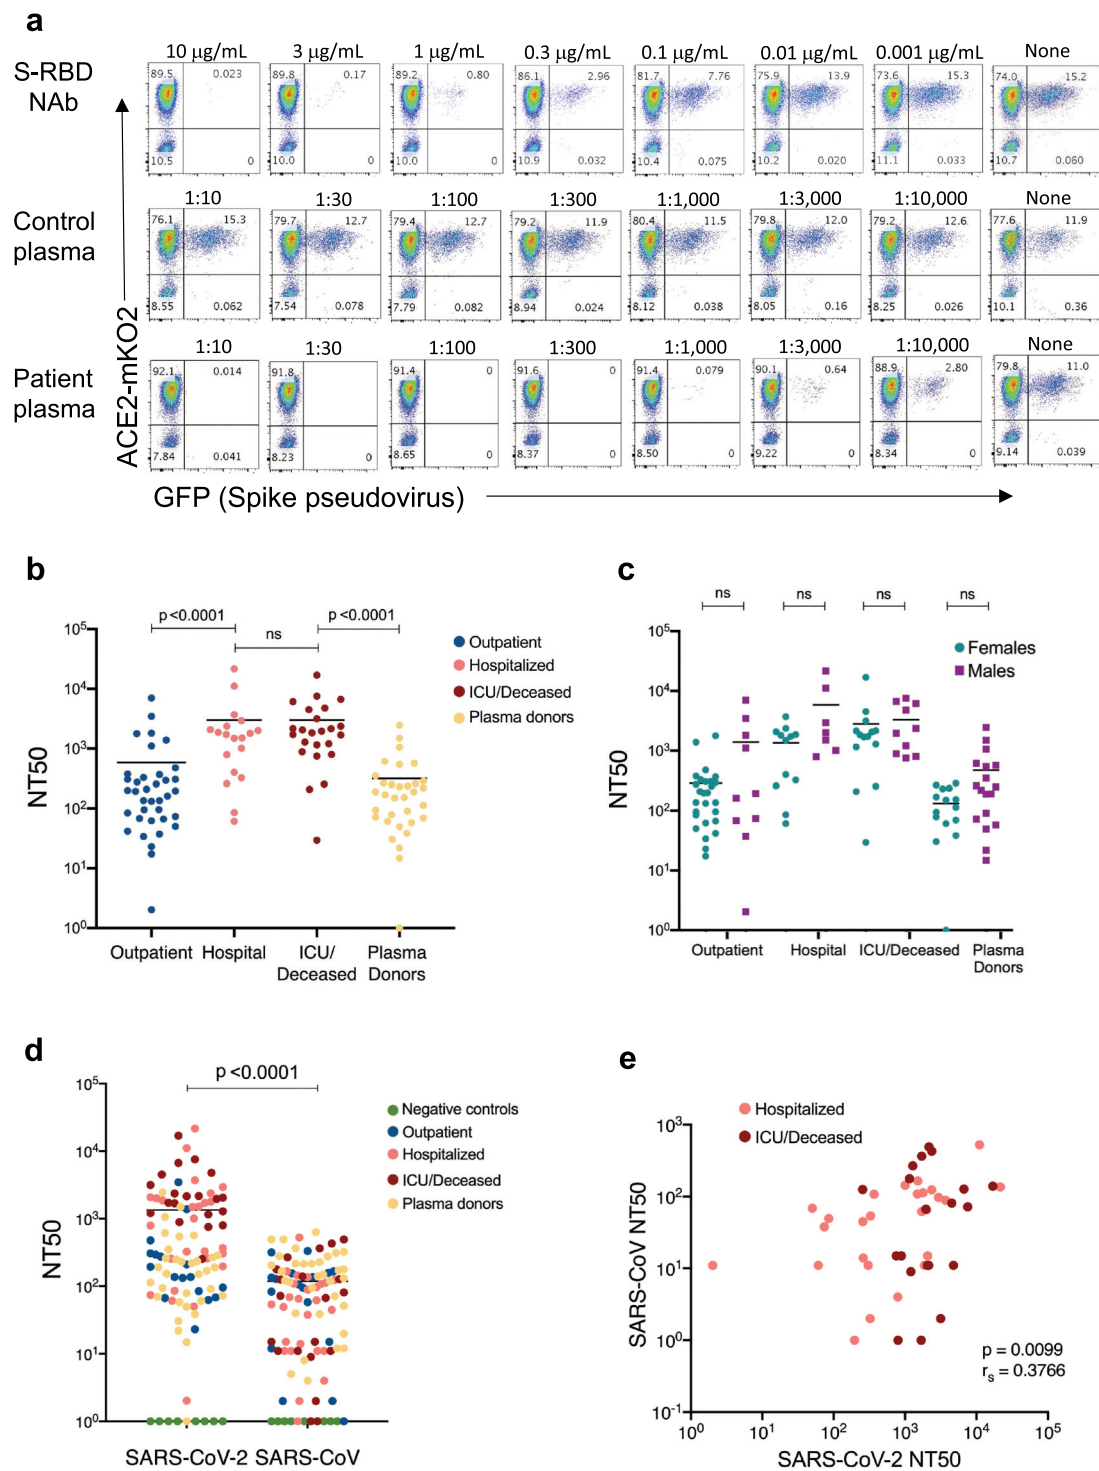 a
10 µg/mL 3 µg/mL 1 µg/mL 0.3 µg/mL 0.1 µg/mL 0.01 µg/mL 0.001 µg/mL None
S-RBD
NAb
89.5 0.023 89.8 0.17 89.2 0.80 86.1 2.96 81.7 7.76 75.9 13.9 73.6 15.3 74.0 15.2
10.5 0 10.0 0 10.0 0 10.9 0.032 10.4 0.075 10.2 0.020 11.1 0.033 10.7 0.060
1:10 1:30 1:100 1:300 1:1,000 1:3,000 1:10,000 None
Control
plasma
76.1 15.3 79.7 12.7 79.4 12.7 79.2 11.9 80.4 11.5 79.8 12.0 79.2 12.6 77.6 11.9
8.55 0.062 7.54 0.078 7.79 0.082 8.94 0.024 8.12 0.038 8.05 0.16 8.25 0.026 10.1 0.36
1:10 1:30 1:100 1:300 1:1,000 1:3,000 1:10,000 None
Patient
plasma
92.1 0.014 91.8 91.4 0 91.6 0 91.4 0.079 90.1 0.64 88.9 2.80 79.8 11.0
7.84 0.041 8.23 8.65 0 8.37 0 8.50 0 9.22 0 8.34 0 9.14 0.039
ACE2-mKO2
GFP (Spike pseudovirus)
b
p <0.0001
ns
p <0.0001
10⁵
10⁴
10³
10²
10¹
10⁰
NT50
Outpatient
Hospitalized
ICU/Deceased
Plasma donors
Outpatient Hospital ICU/ Plasma
Deceased Donors
c
ns ns ns ns
10⁵
10⁴
10³
10²
10¹
10⁰
NT50
Females
Males
Outpatient Hospital ICU/Deceased Plasma
Donors
d
p <0.0001
10⁵
10⁴
10³
10²
10¹
10⁰
NT50
Negative controls
Outpatient
Hospitalized
ICU/Deceased
Plasma donors
SARS-CoV-2 SARS-CoV
e
Hospitalized
ICU/Deceased
10³
10²
10¹
10⁰
10⁻¹
SARS-CoV NT50
p = 0.0099
rₛ = 0.3766
10⁰ 10¹ 10² 10³ 10⁴ 10⁵
SARS-CoV-2 NT50